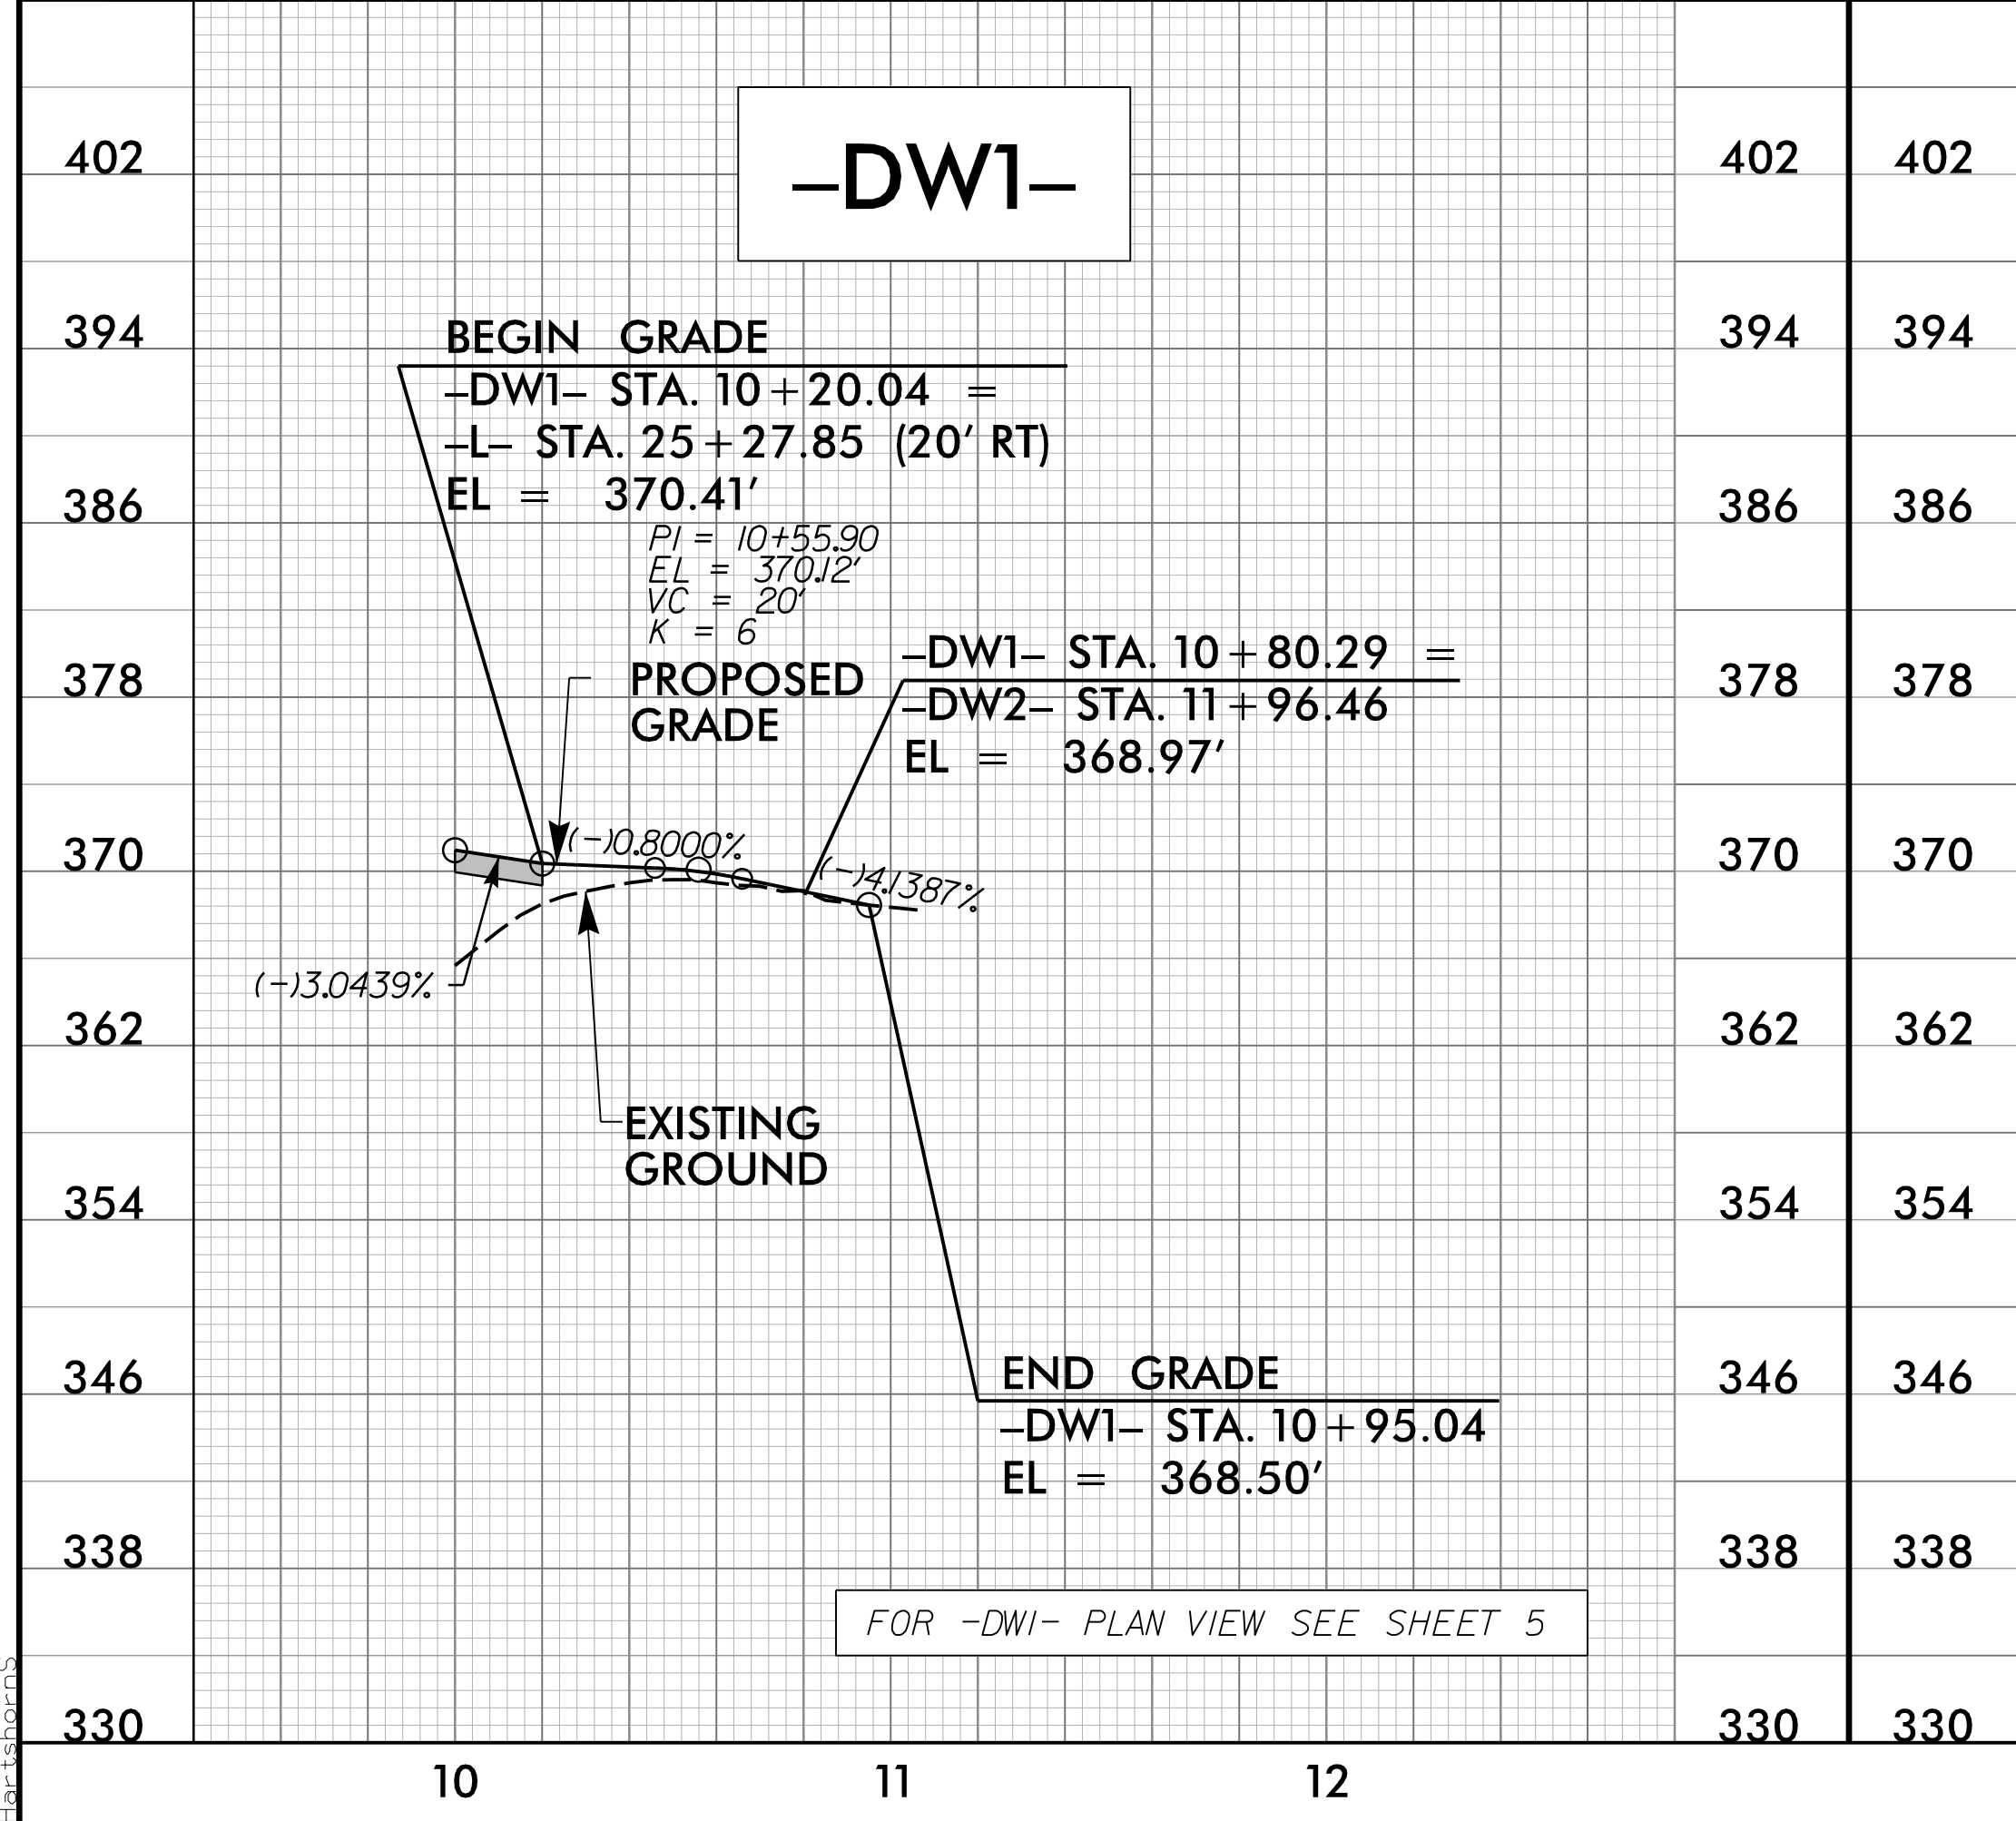 –DW1–
402 402 402
394 394 394
386 386 386
378 378 378
370 370 370
362 362 362
354 354 354
346 346 346
338 338 338
330 330 330
BEGIN GRADE
–DW1– STA. 10+20.04 =
–L– STA. 25+27.85 (20' RT)
EL = 370.41'
PI = 10+55.90
EL = 370.12'
VC = 20'
K = 6
PROPOSED
GRADE
–DW1– STA. 10+80.29 =
–DW2– STA. 11+96.46
EL = 368.97'
(-)0.8000%
(-)4.1387%
(-)3.0439%
EXISTING
GROUND
END GRADE
–DW1– STA. 10+95.04
EL = 368.50'
FOR -DW1- PLAN VIEW SEE SHEET 5
10 11 12
HartshornS